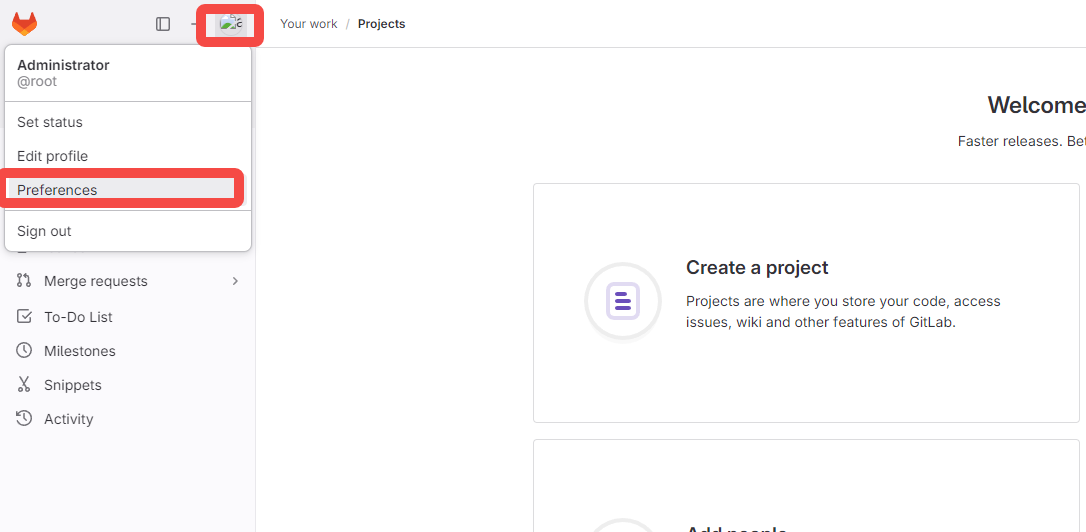 Your work / Projects
Administrator
@root
Set status
Edit profile
Preferences
Sign out
Merge requests
To-Do List
Milestones
Snippets
Activity
Welcome
Faster releases. Bet
Create a project
Projects are where you store your code, access
issues, wiki and other features of GitLab.
Add people